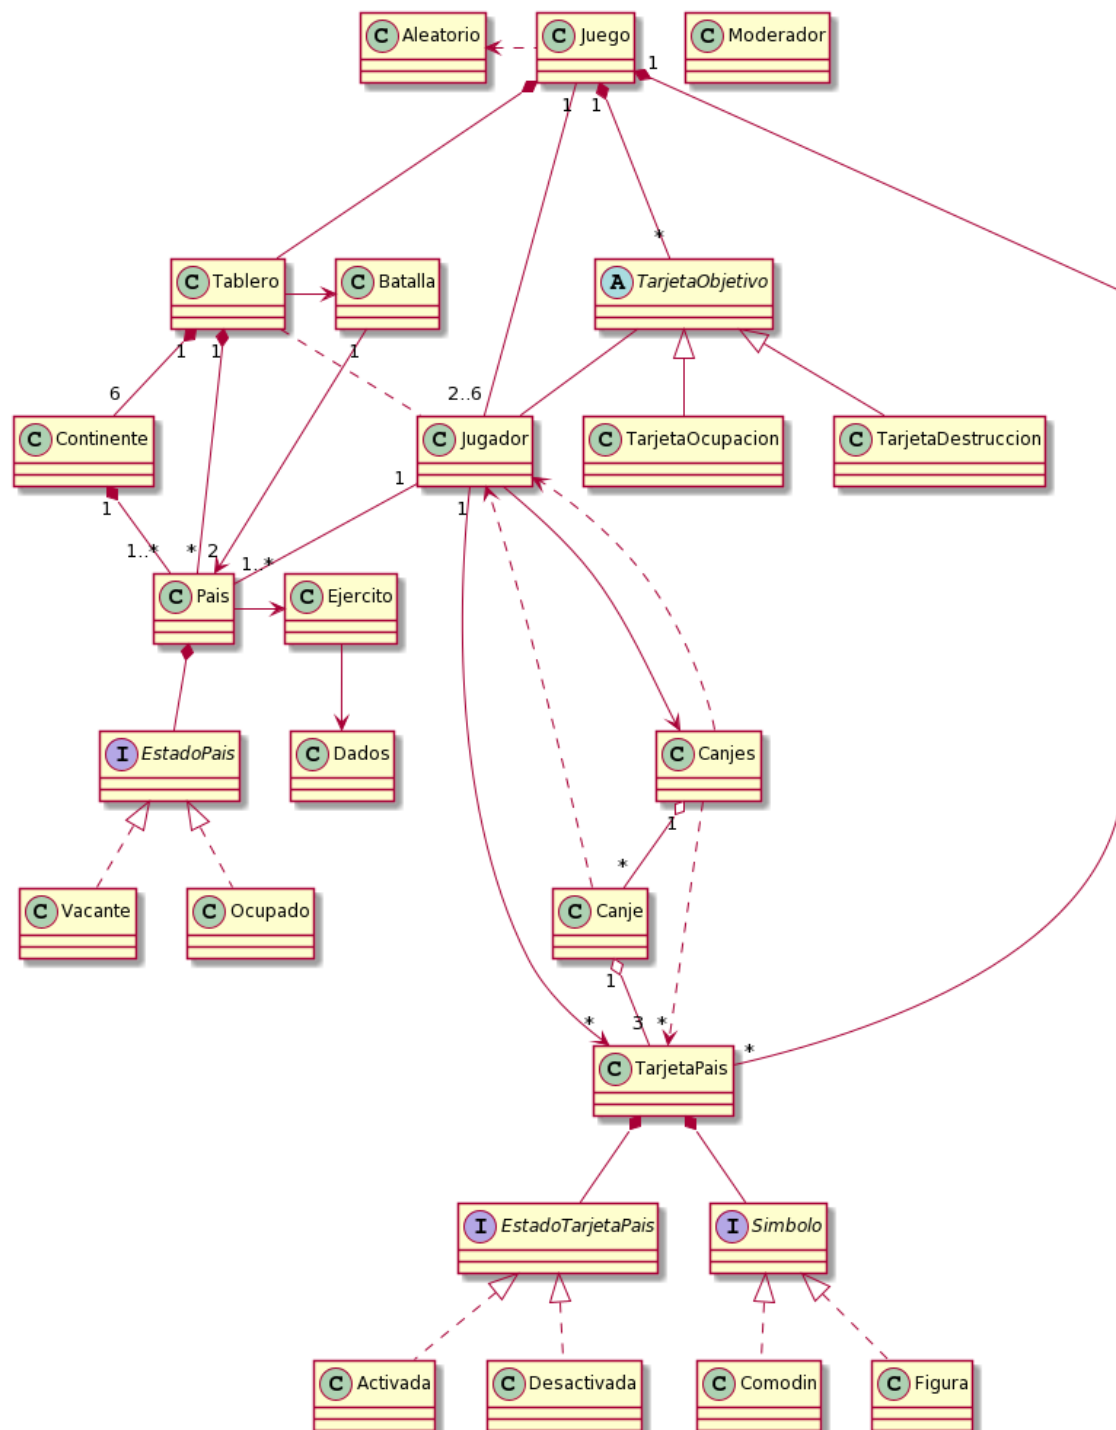 C Aleatorio
C Juego
C Moderador
1
1
1
*
C Tablero
C Batalla
A TarjetaObjetivo
1
1
1
6
2..6
C Continente
C Jugador
C TarjetaOcupacion
C TarjetaDestruccion
1
1
1
1..*
*
2
1..*
C Pais
C Ejercito
I EstadoPais
C Dados
C Canjes
1
*
C Vacante
C Ocupado
C Canje
1
*
3
*
*
C TarjetaPais
I EstadoTarjetaPais
I Simbolo
C Activada
C Desactivada
C Comodin
C Figura